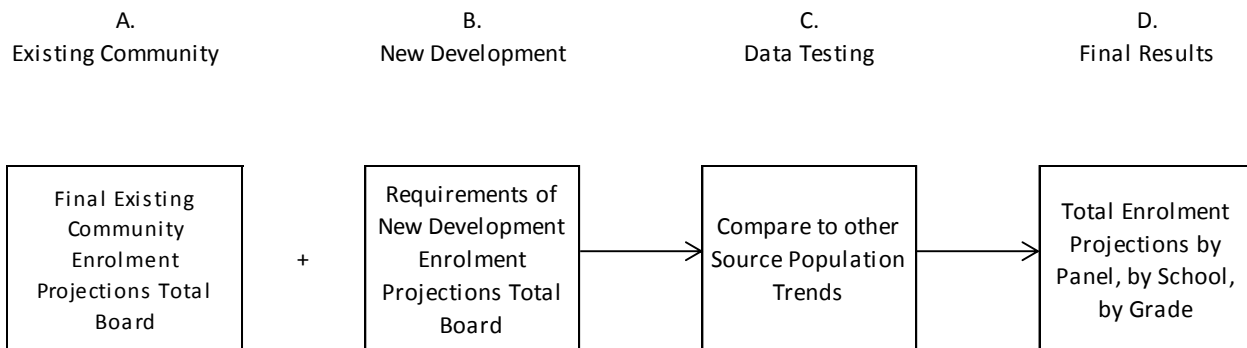 A.
Existing Community
B.
New Development
C.
Data Testing
D.
Final Results
Final Existing
Community
Enrolment
Projections Total
Board
+
Requirements of
New Development
Enrolment
Projections Total
Board
Compare to other
Source Population
Trends
Total Enrolment
Projections by
Panel, by School,
by Grade